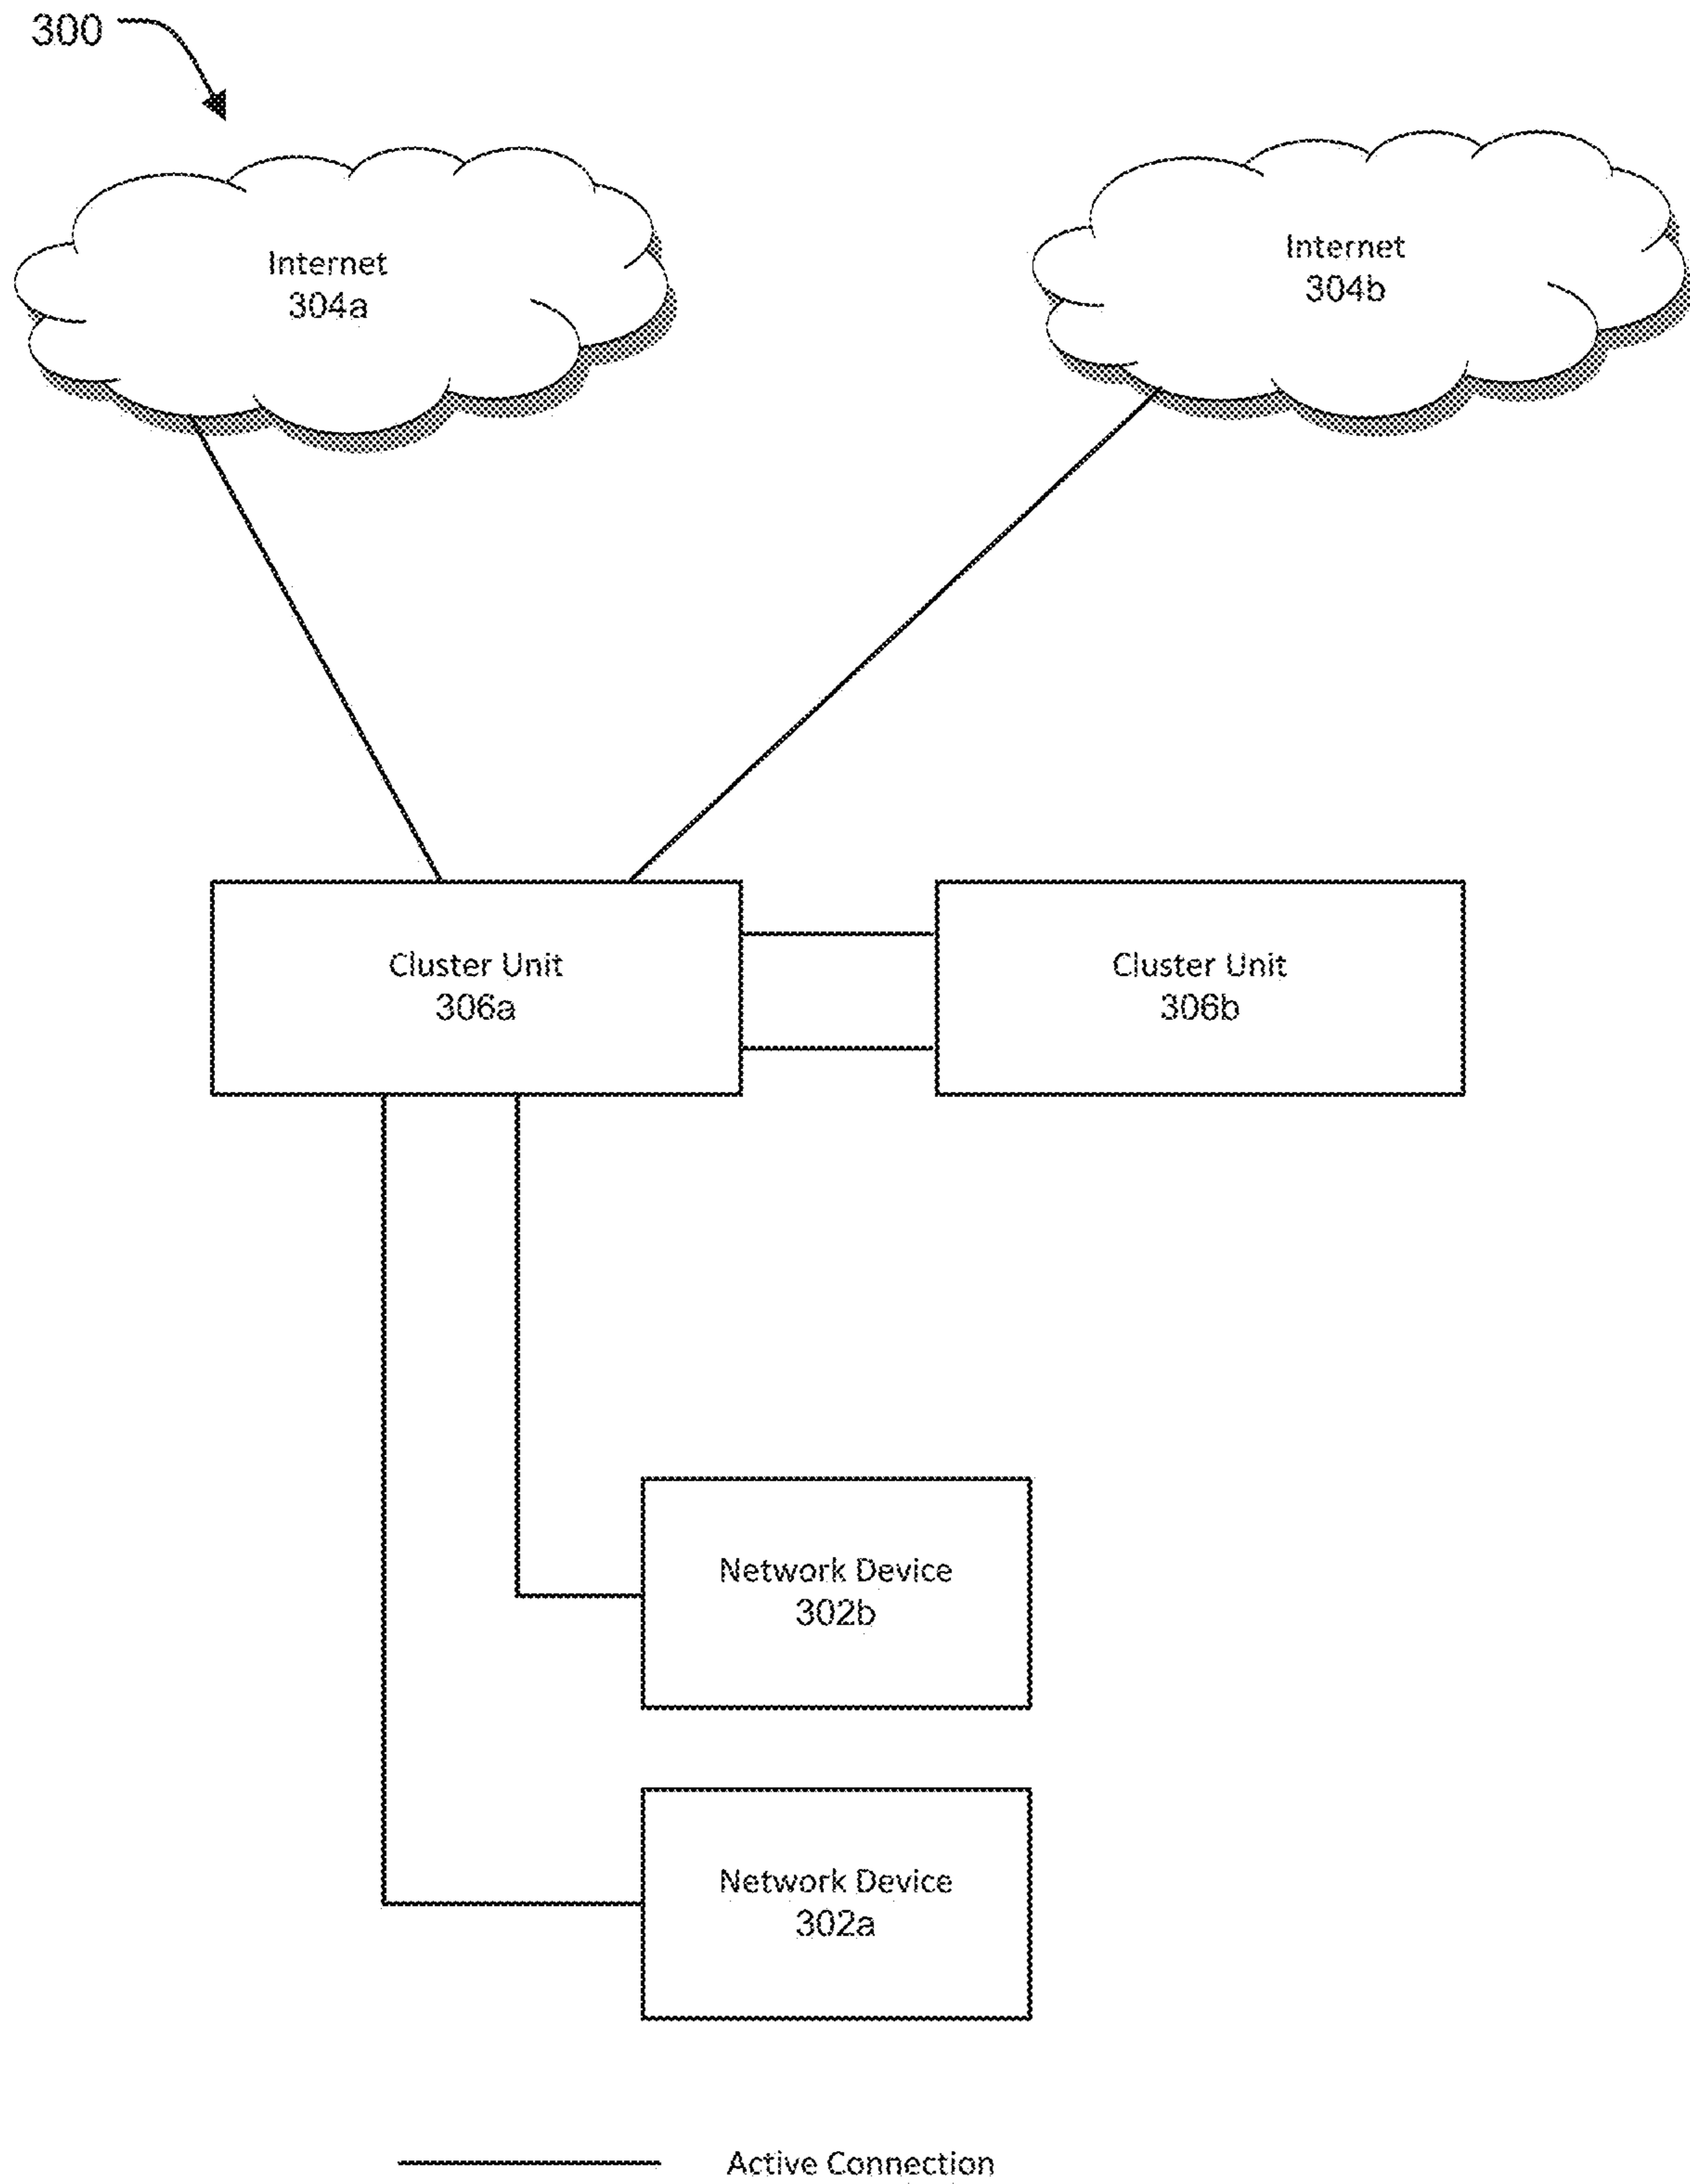 300
Internet
304a
Internet
304b
Cluster Unit
306a
Cluster Unit
306b
Network Device
302b
Network Device
302a
Active Connection